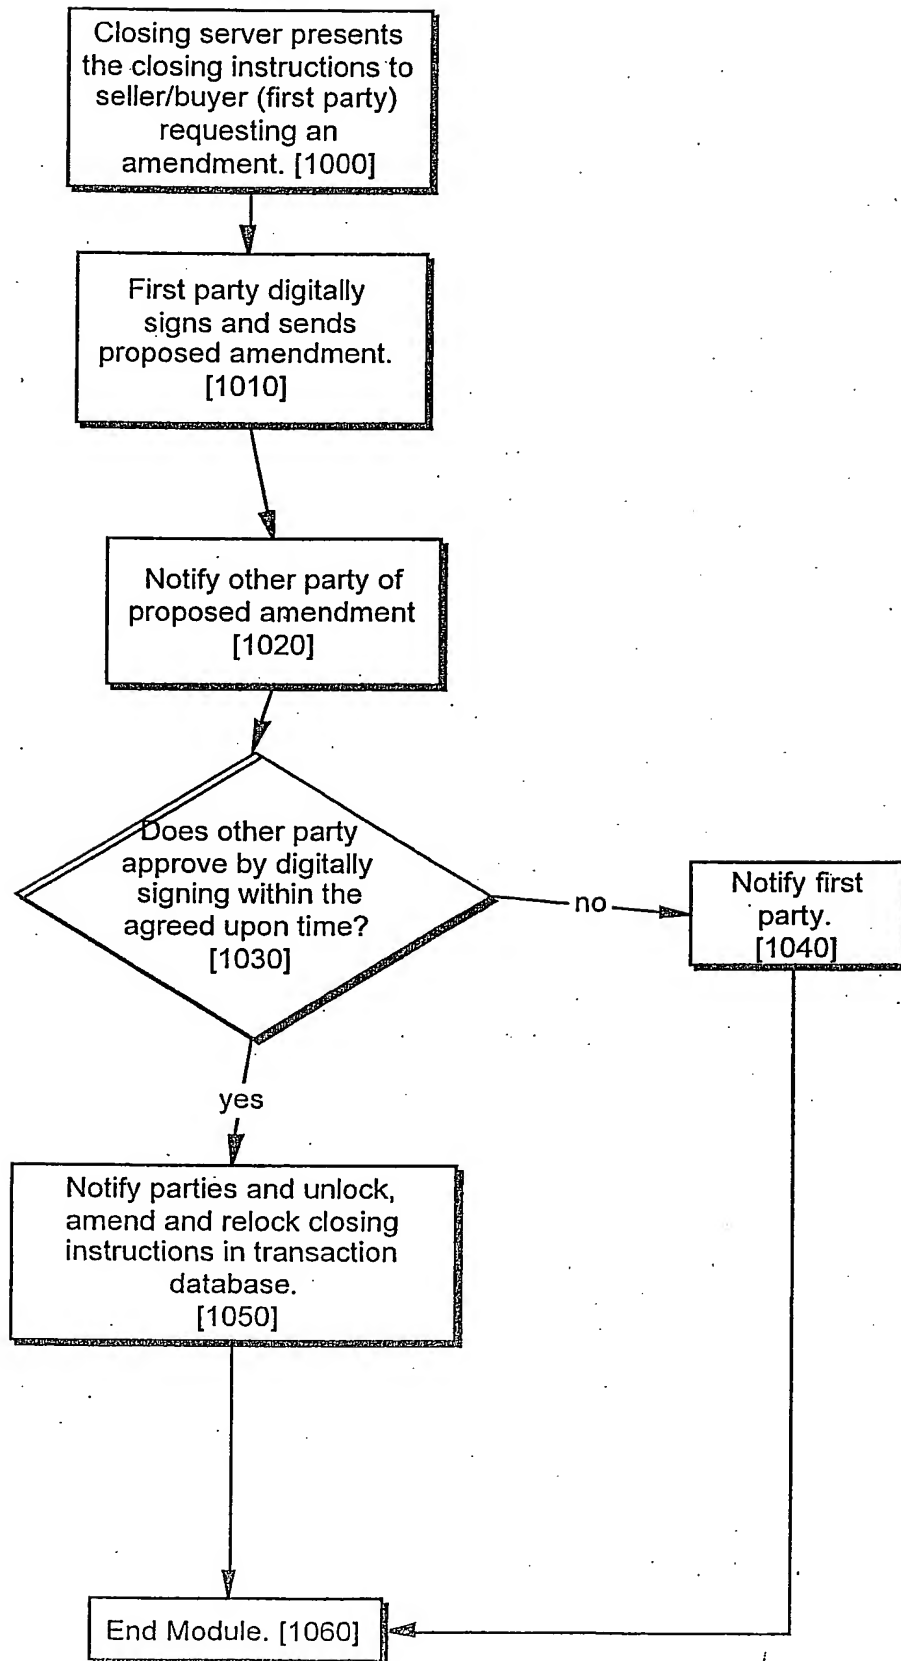 Closing server presents
the closing instructions to
seller/buyer (first party)
requesting an
amendment. [1000]
First party digitally
signs and sends
proposed amendment.
[1010]
Notify other party of
proposed amendment
[1020]
Does other party
approve by digitally
signing within the
agreed upon time?
[1030]
no
Notify first
party.
[1040]
yes
Notify parties and unlock,
amend and relock closing
instructions in transaction
database.
[1050]
End Module. [1060]